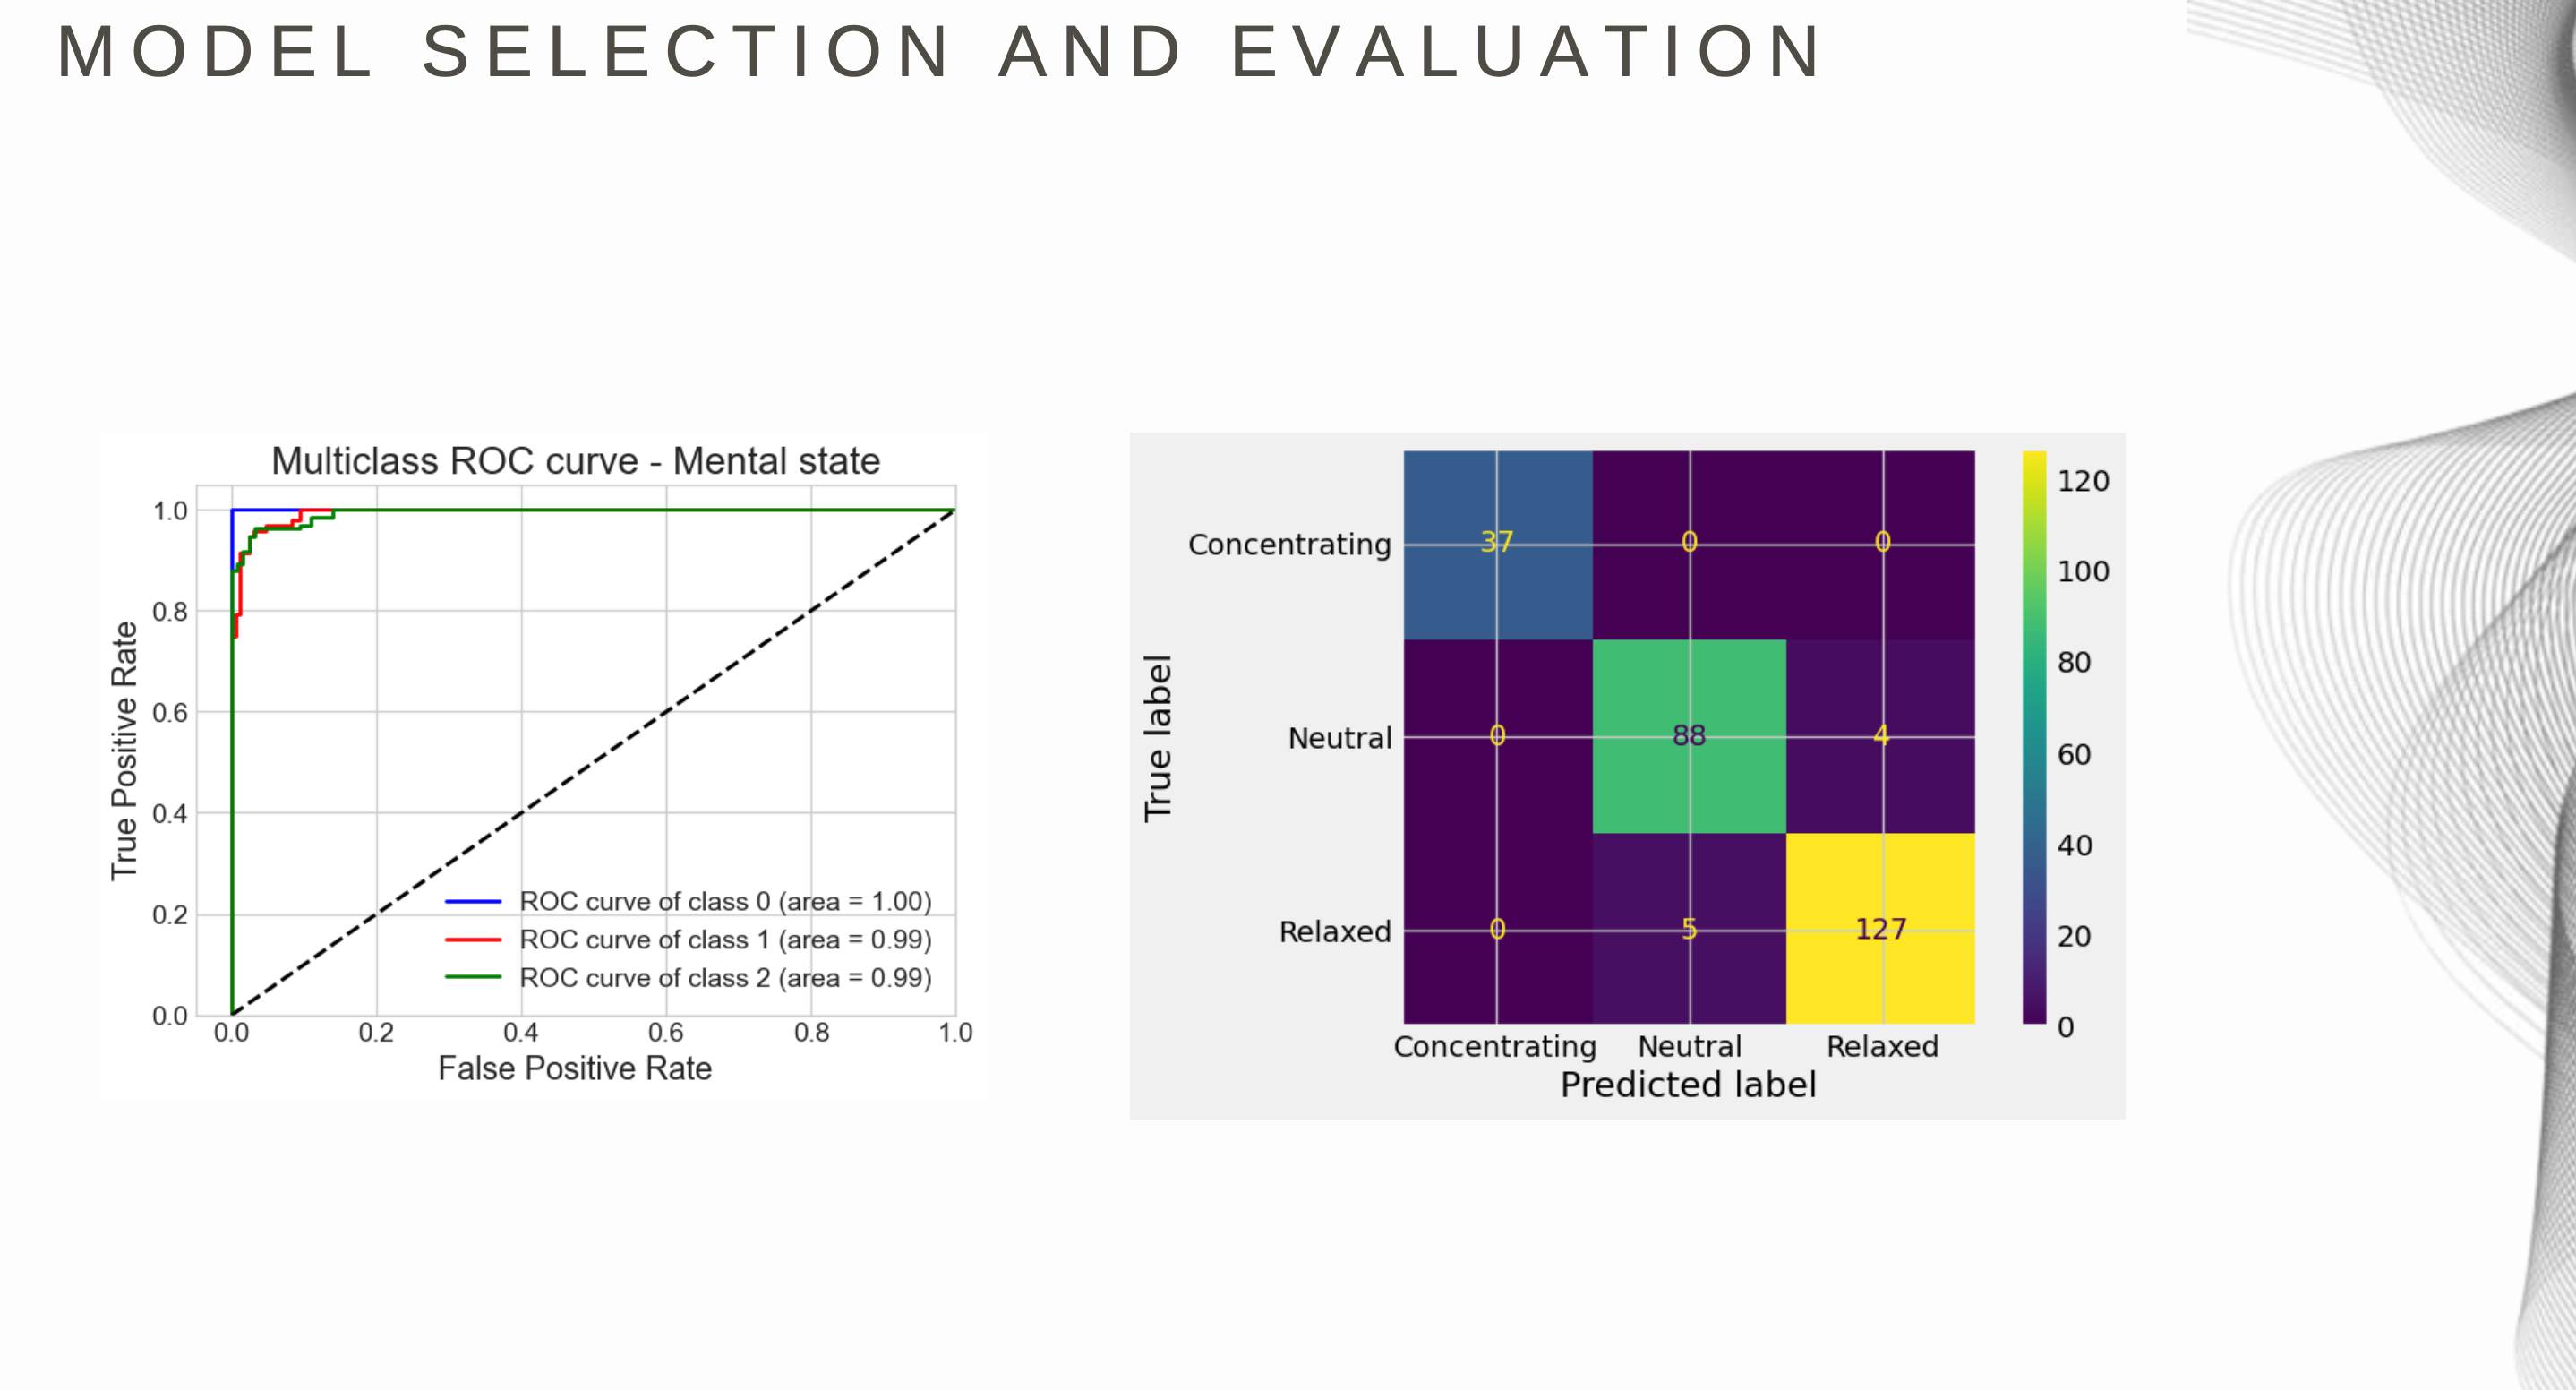 MODEL SELECTION AND EVALUATION
Multiclass ROC curve - Mental state
1.0
0.8
0.6
0.4
0.2
0.0
True Positive Rate
ROC curve of class 0 (area = 1.00)
ROC curve of class 1 (area = 0.99)
ROC curve of class 2 (area = 0.99)
0.0 0.2 0.4 0.6 0.8 1.0
False Positive Rate
True label
Concentrating 37 0 0
Neutral 0 88 4
Relaxed 0 5 127
Concentrating Neutral Relaxed
Predicted label
120
100
80
60
40
20
0